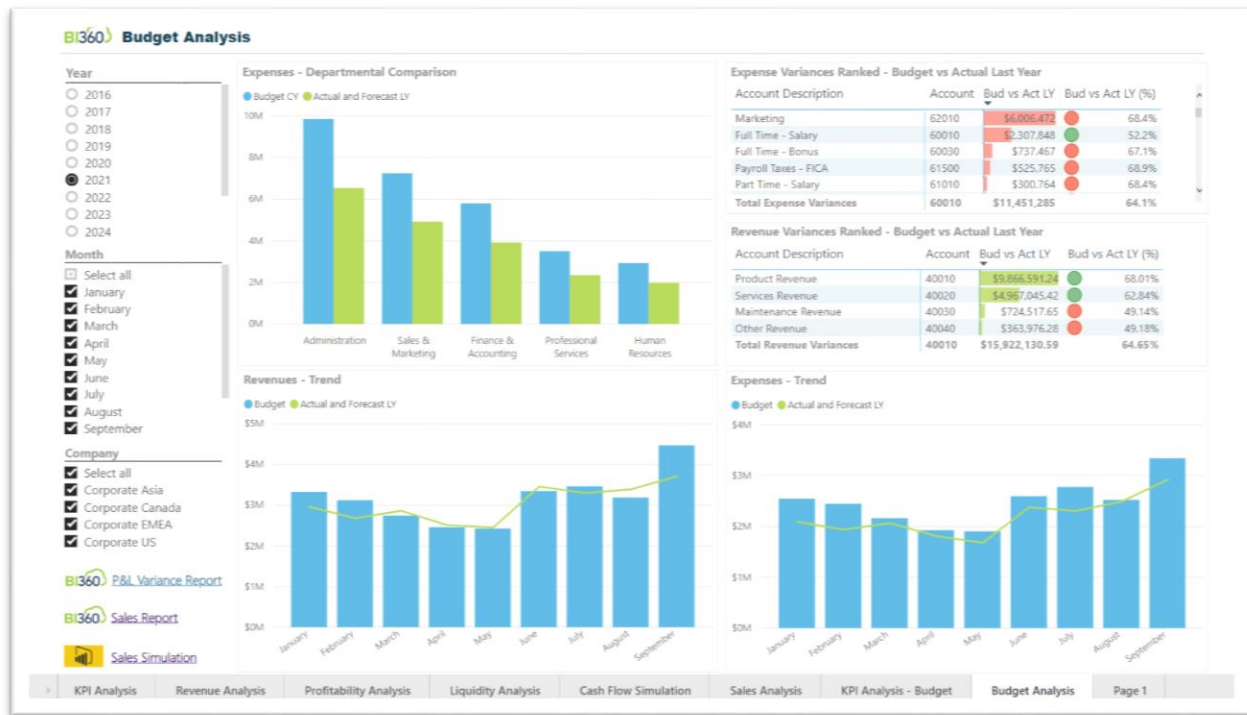 BI360 Budget Analysis
Year
2016
2017
2018
2019
2020
2021
2022
2023
2024
Month
Select all
January
February
March
April
May
June
July
August
September
Company
Select all
Corporate Asia
Corporate Canada
Corporate EMEA
Corporate US
BI360 P&L Variance Report
BI360 Sales Report
Sales Simulation
Expenses - Departmental Comparison
Budget CY Actual and Forecast LY
10M
8M
6M
4M
2M
0M
Administration Sales & Marketing Finance & Accounting Professional Services Human Resources
Expense Variances Ranked - Budget vs Actual Last Year
Account Description Account Bud vs Act LY Bud vs Act LY (%)
Marketing 62010 $6,006,472 68.4%
Full Time - Salary 60010 $2,307,848 52.2%
Full Time - Bonus 60030 $737,467 67.1%
Payroll Taxes - FICA 61500 $525,765 68.9%
Part Time - Salary 61010 $300,764 68.4%
Total Expense Variances 60010 $11,451,285 64.1%
Revenue Variances Ranked - Budget vs Actual Last Year
Account Description Account Bud vs Act LY Bud vs Act LY (%)
Product Revenue 40010 $9,866,591.24 68.01%
Services Revenue 40020 $4,967,045.42 62.84%
Maintenance Revenue 40030 $724,517.65 49.14%
Other Revenue 40040 $363,976.28 49.18%
Total Revenue Variances 40010 $15,922,130.59 64.65%
Revenues - Trend
Budget Actual and Forecast LY
$5M
$4M
$3M
$2M
$1M
$0M
January February March April May June July August September
Expenses - Trend
Budget Actual and Forecast LY
$4M
$3M
$2M
$1M
$0M
January February March April May June July August September
KPI Analysis Revenue Analysis Profitability Analysis Liquidity Analysis Cash Flow Simulation Sales Analysis KPI Analysis - Budget Budget Analysis Page 1